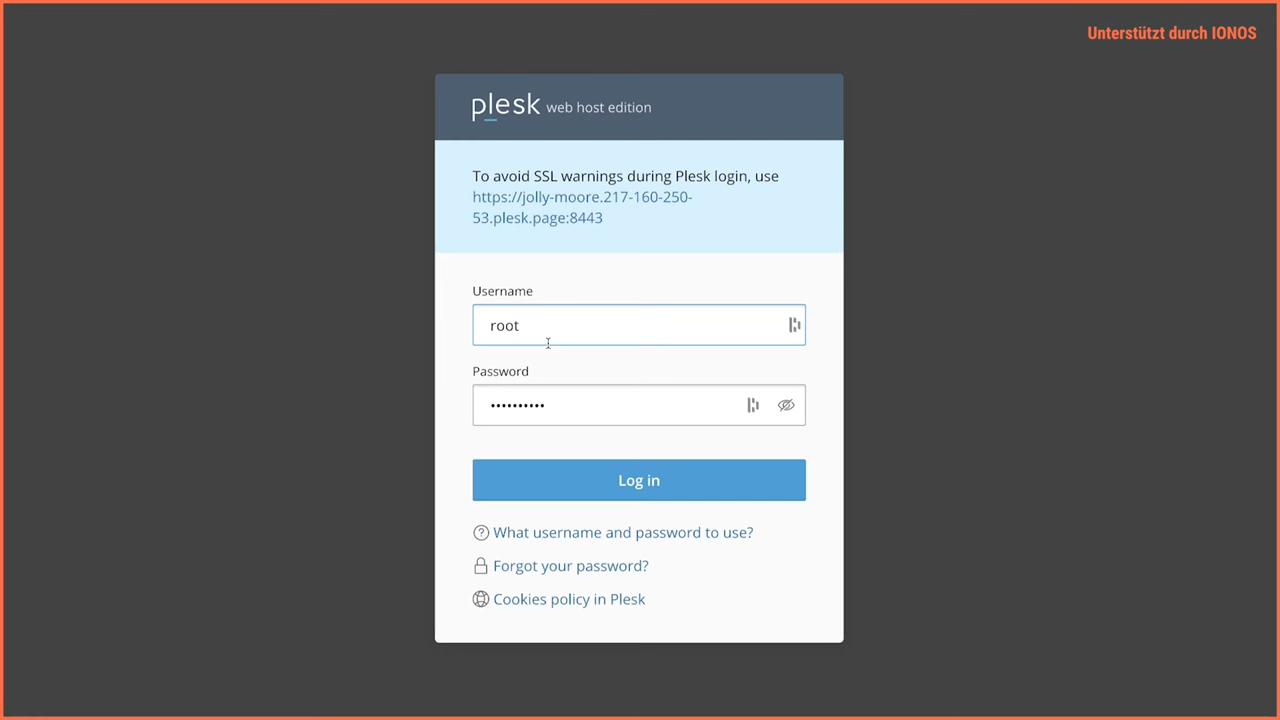 Unterstützt durch IONOS
plesk web host edition
To avoid SSL warnings during Plesk login, use
https://jolly-moore.217-160-250-
53.plesk.page:8443
Username
root
Password
••••••••••
Log in
What username and password to use?
Forgot your password?
Cookies policy in Plesk